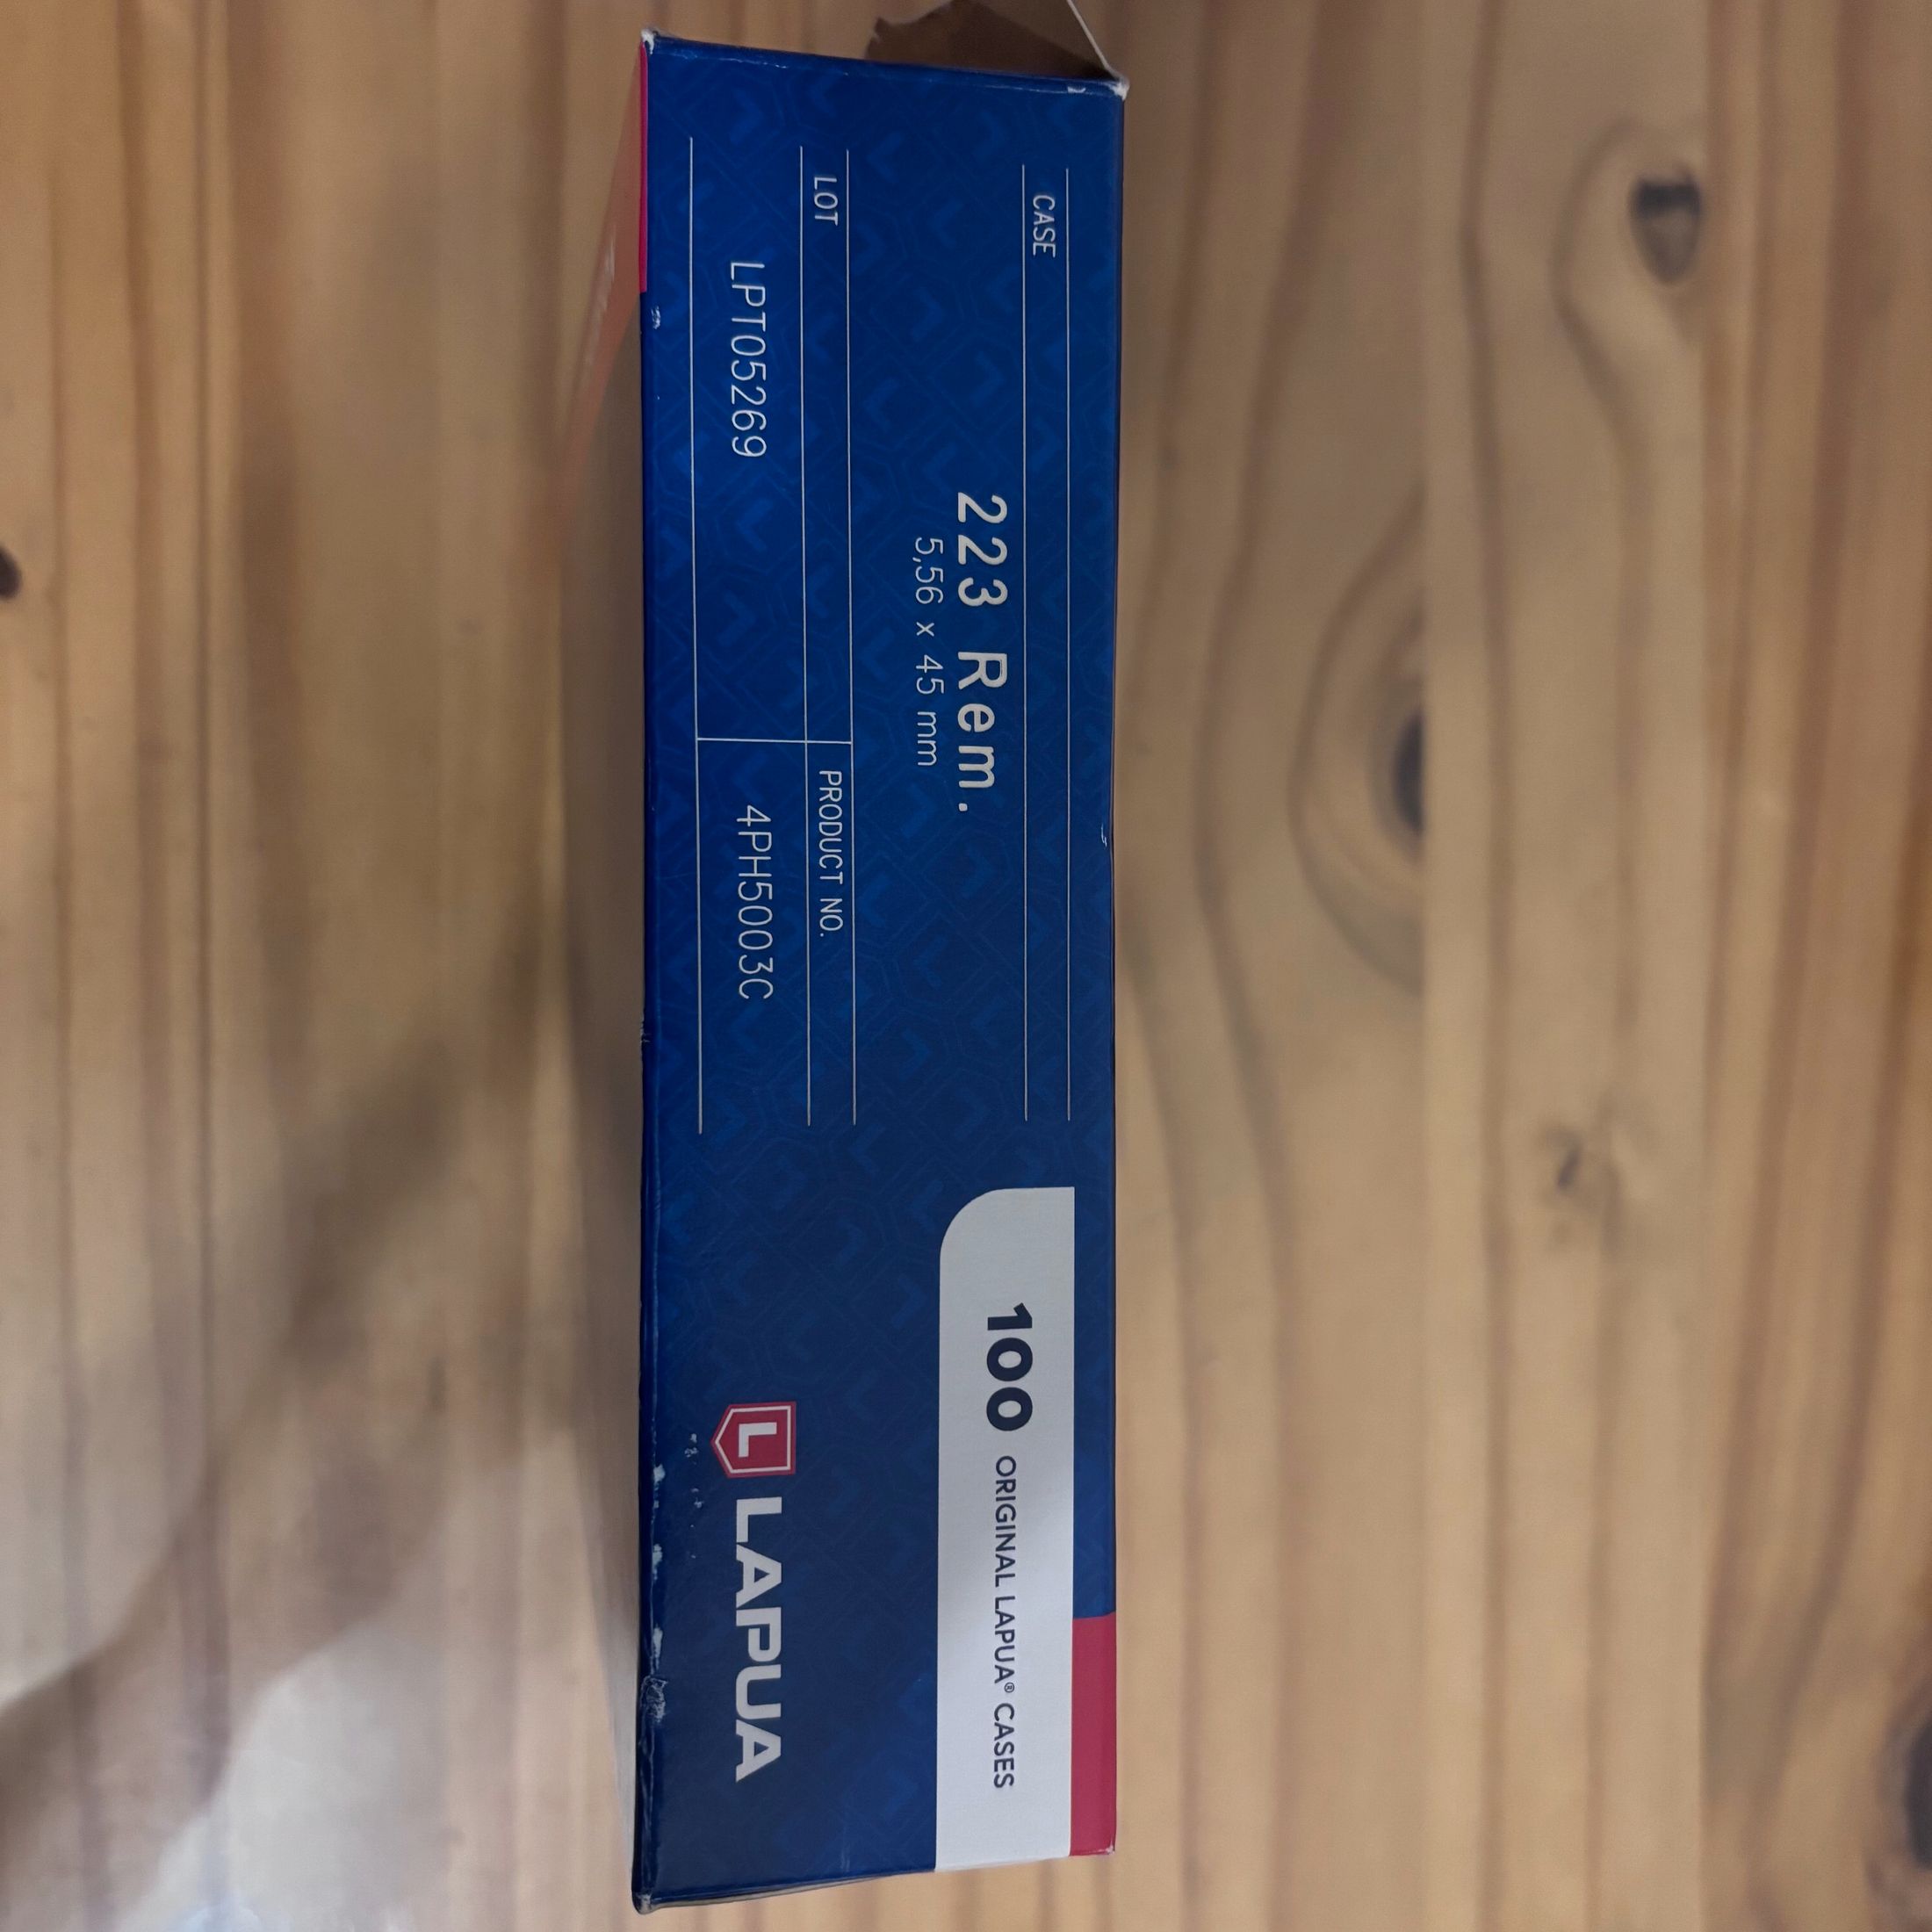 CASE
223 Rem.
5,56 x 45 mm
LOT
PRODUCT NO.
LPT05269
4PH5003C
100 ORIGINAL LAPUA® CASES
L LAPUA